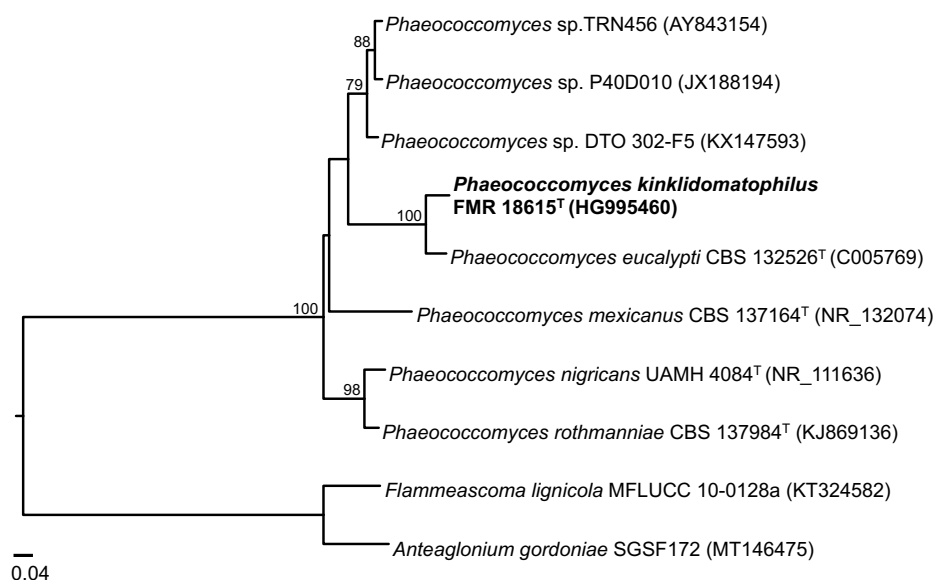 Phaeococcomyces sp.TRN456 (AY843154)
88
79
Phaeococcomyces sp. P40D010 (JX188194)
Phaeococcomyces sp. DTO 302-F5 (KX147593)
Phaeococcomyces kinklidomatophilus
FMR 18615ᵀ (HG995460)
100
Phaeococcomyces eucalypti CBS 132526ᵀ (C005769)
100
Phaeococcomyces mexicanus CBS 137164ᵀ (NR_132074)
Phaeococcomyces nigricans UAMH 4084ᵀ (NR_111636)
98
Phaeococcomyces rothmanniae CBS 137984ᵀ (KJ869136)
Flammeascoma lignicola MFLUCC 10-0128a (KT324582)
Anteaglonium gordoniae SGSF172 (MT146475)
0.04